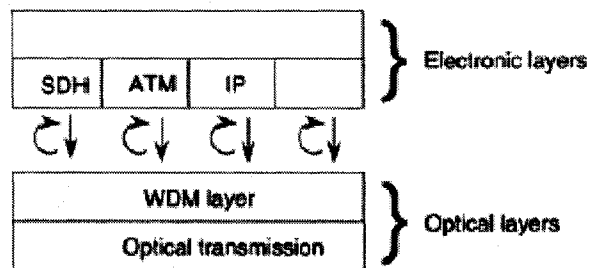 Electronic layers
SDH ATM IP
WDM layer
Optical layers
Optical transmission